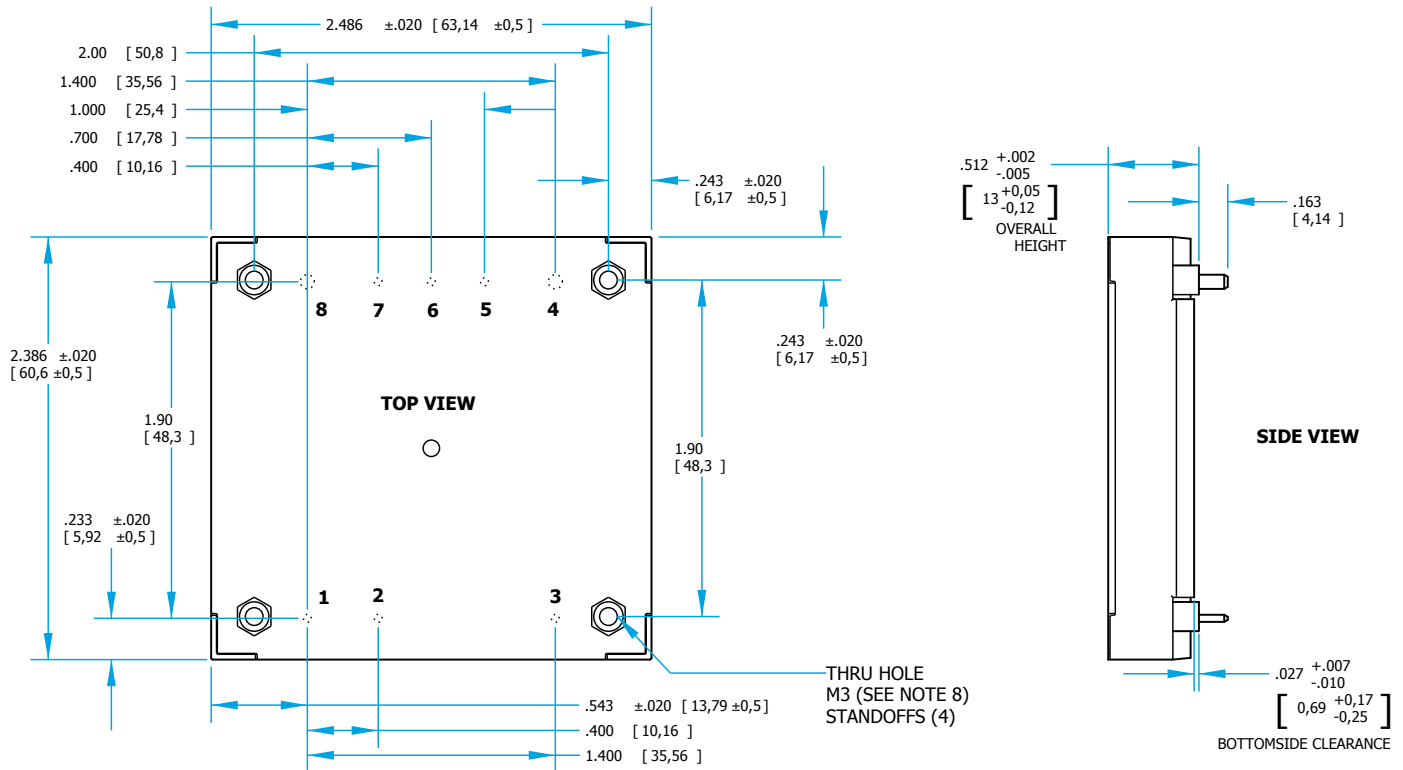 2.486 ±.020 [ 63,14 ±0,5 ]
2.00 [ 50,8 ]
1.400 [ 35,56 ]
1.000 [ 25,4 ]
.700 [ 17,78 ]
.400 [ 10,16 ]
.243 ±.020
[ 6,17 ±0,5 ]
8 7 6 5 4
.243 ±.020
[ 6,17 ±0,5 ]
2.386 ±.020
[ 60,6 ±0,5 ]
TOP VIEW
1.90
[ 48,3 ]
1.90
[ 48,3 ]
.233 ±.020
[ 5,92 ±0,5 ]
1 2 3
THRU HOLE
M3 (SEE NOTE 8)
STANDOFFS (4)
.543 ±.020 [ 13,79 ±0,5 ]
.400 [ 10,16 ]
1.400 [ 35,56 ]
.512 +.002
-.005
[ 13 +0,05
-0,12 ]
OVERALL
HEIGHT
.163
[ 4,14 ]
SIDE VIEW
.027 +.007
-.010
[ 0,69 +0,17
-0,25 ]
BOTTOMSIDE CLEARANCE